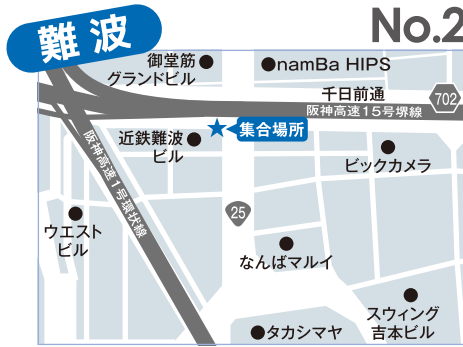 難波
No.2
御堂筋
グランドビル
namBa HIPS
千日前通
702
阪神高速15号堺線
集合場所
近鉄難波
ビル
ビックカメラ
阪神高速1号環状線
25
ウエスト
ビル
なんばマルイ
スウィング
吉本ビル
タカシマヤ